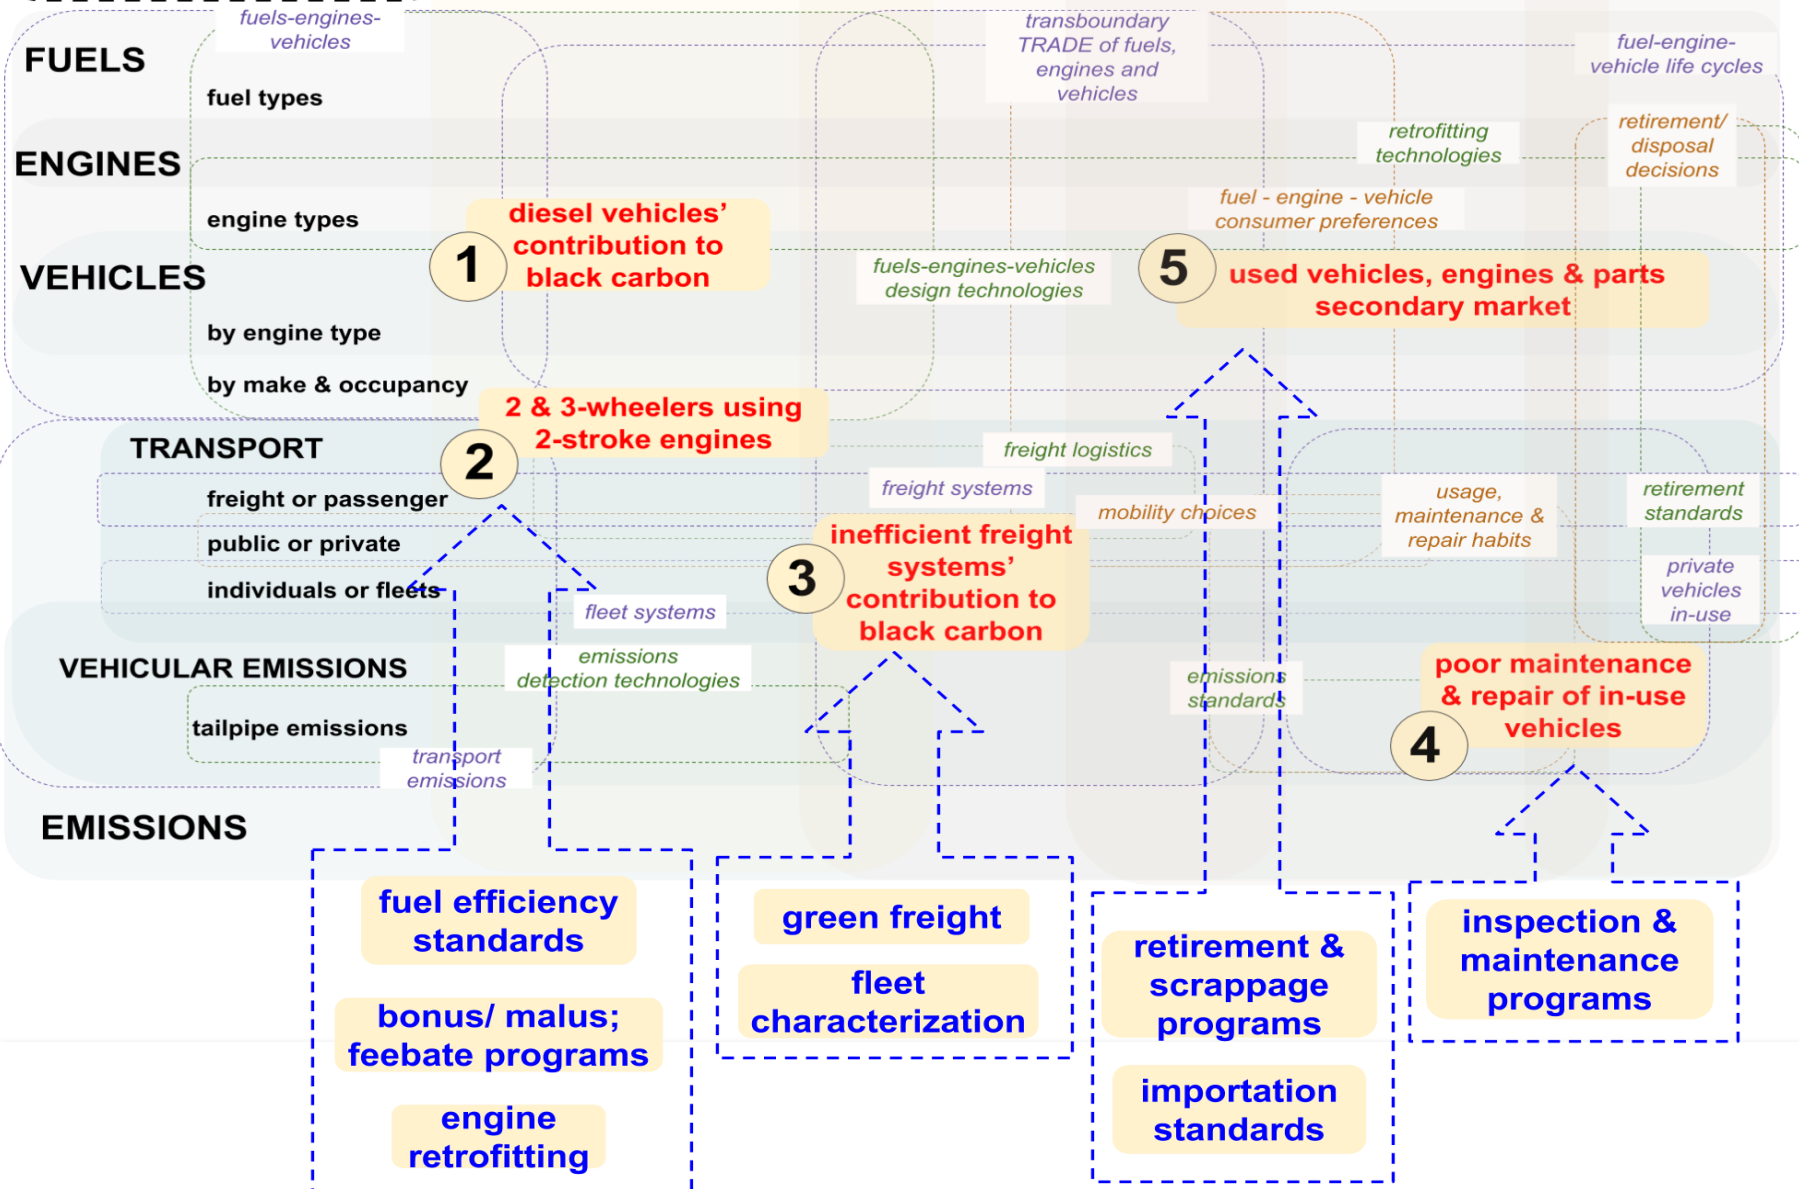 fuels-engines-
vehicles
transboundary
TRADE of fuels,
engines and
vehicles
fuel-engine-
vehicle life cycles
FUELS
fuel types
retrofitting
technologies
retirement/
disposal
decisions
ENGINES
engine types
fuel - engine - vehicle
consumer preferences
1
diesel vehicles’
contribution to
black carbon
VEHICLES
fuels-engines-vehicles
design technologies
5
used vehicles, engines & parts
secondary market
by engine type
by make & occupancy
2 & 3-wheelers using
2-stroke engines
2
TRANSPORT
freight logistics
freight systems
freight or passenger
mobility choices
usage,
maintenance &
repair habits
retirement
standards
public or private
3
inefficient freight
systems’
contribution to
black carbon
individuals or fleets
fleet systems
private
vehicles
in-use
VEHICULAR EMISSIONS
emissions
detection technologies
emissions
standards
poor maintenance
& repair of in-use
vehicles
4
tailpipe emissions
transport
emissions
EMISSIONS
fuel efficiency
standards
bonus/ malus;
feebate programs
engine
retrofitting
green freight
fleet
characterization
retirement &
scrappage
programs
importation
standards
inspection &
maintenance
programs